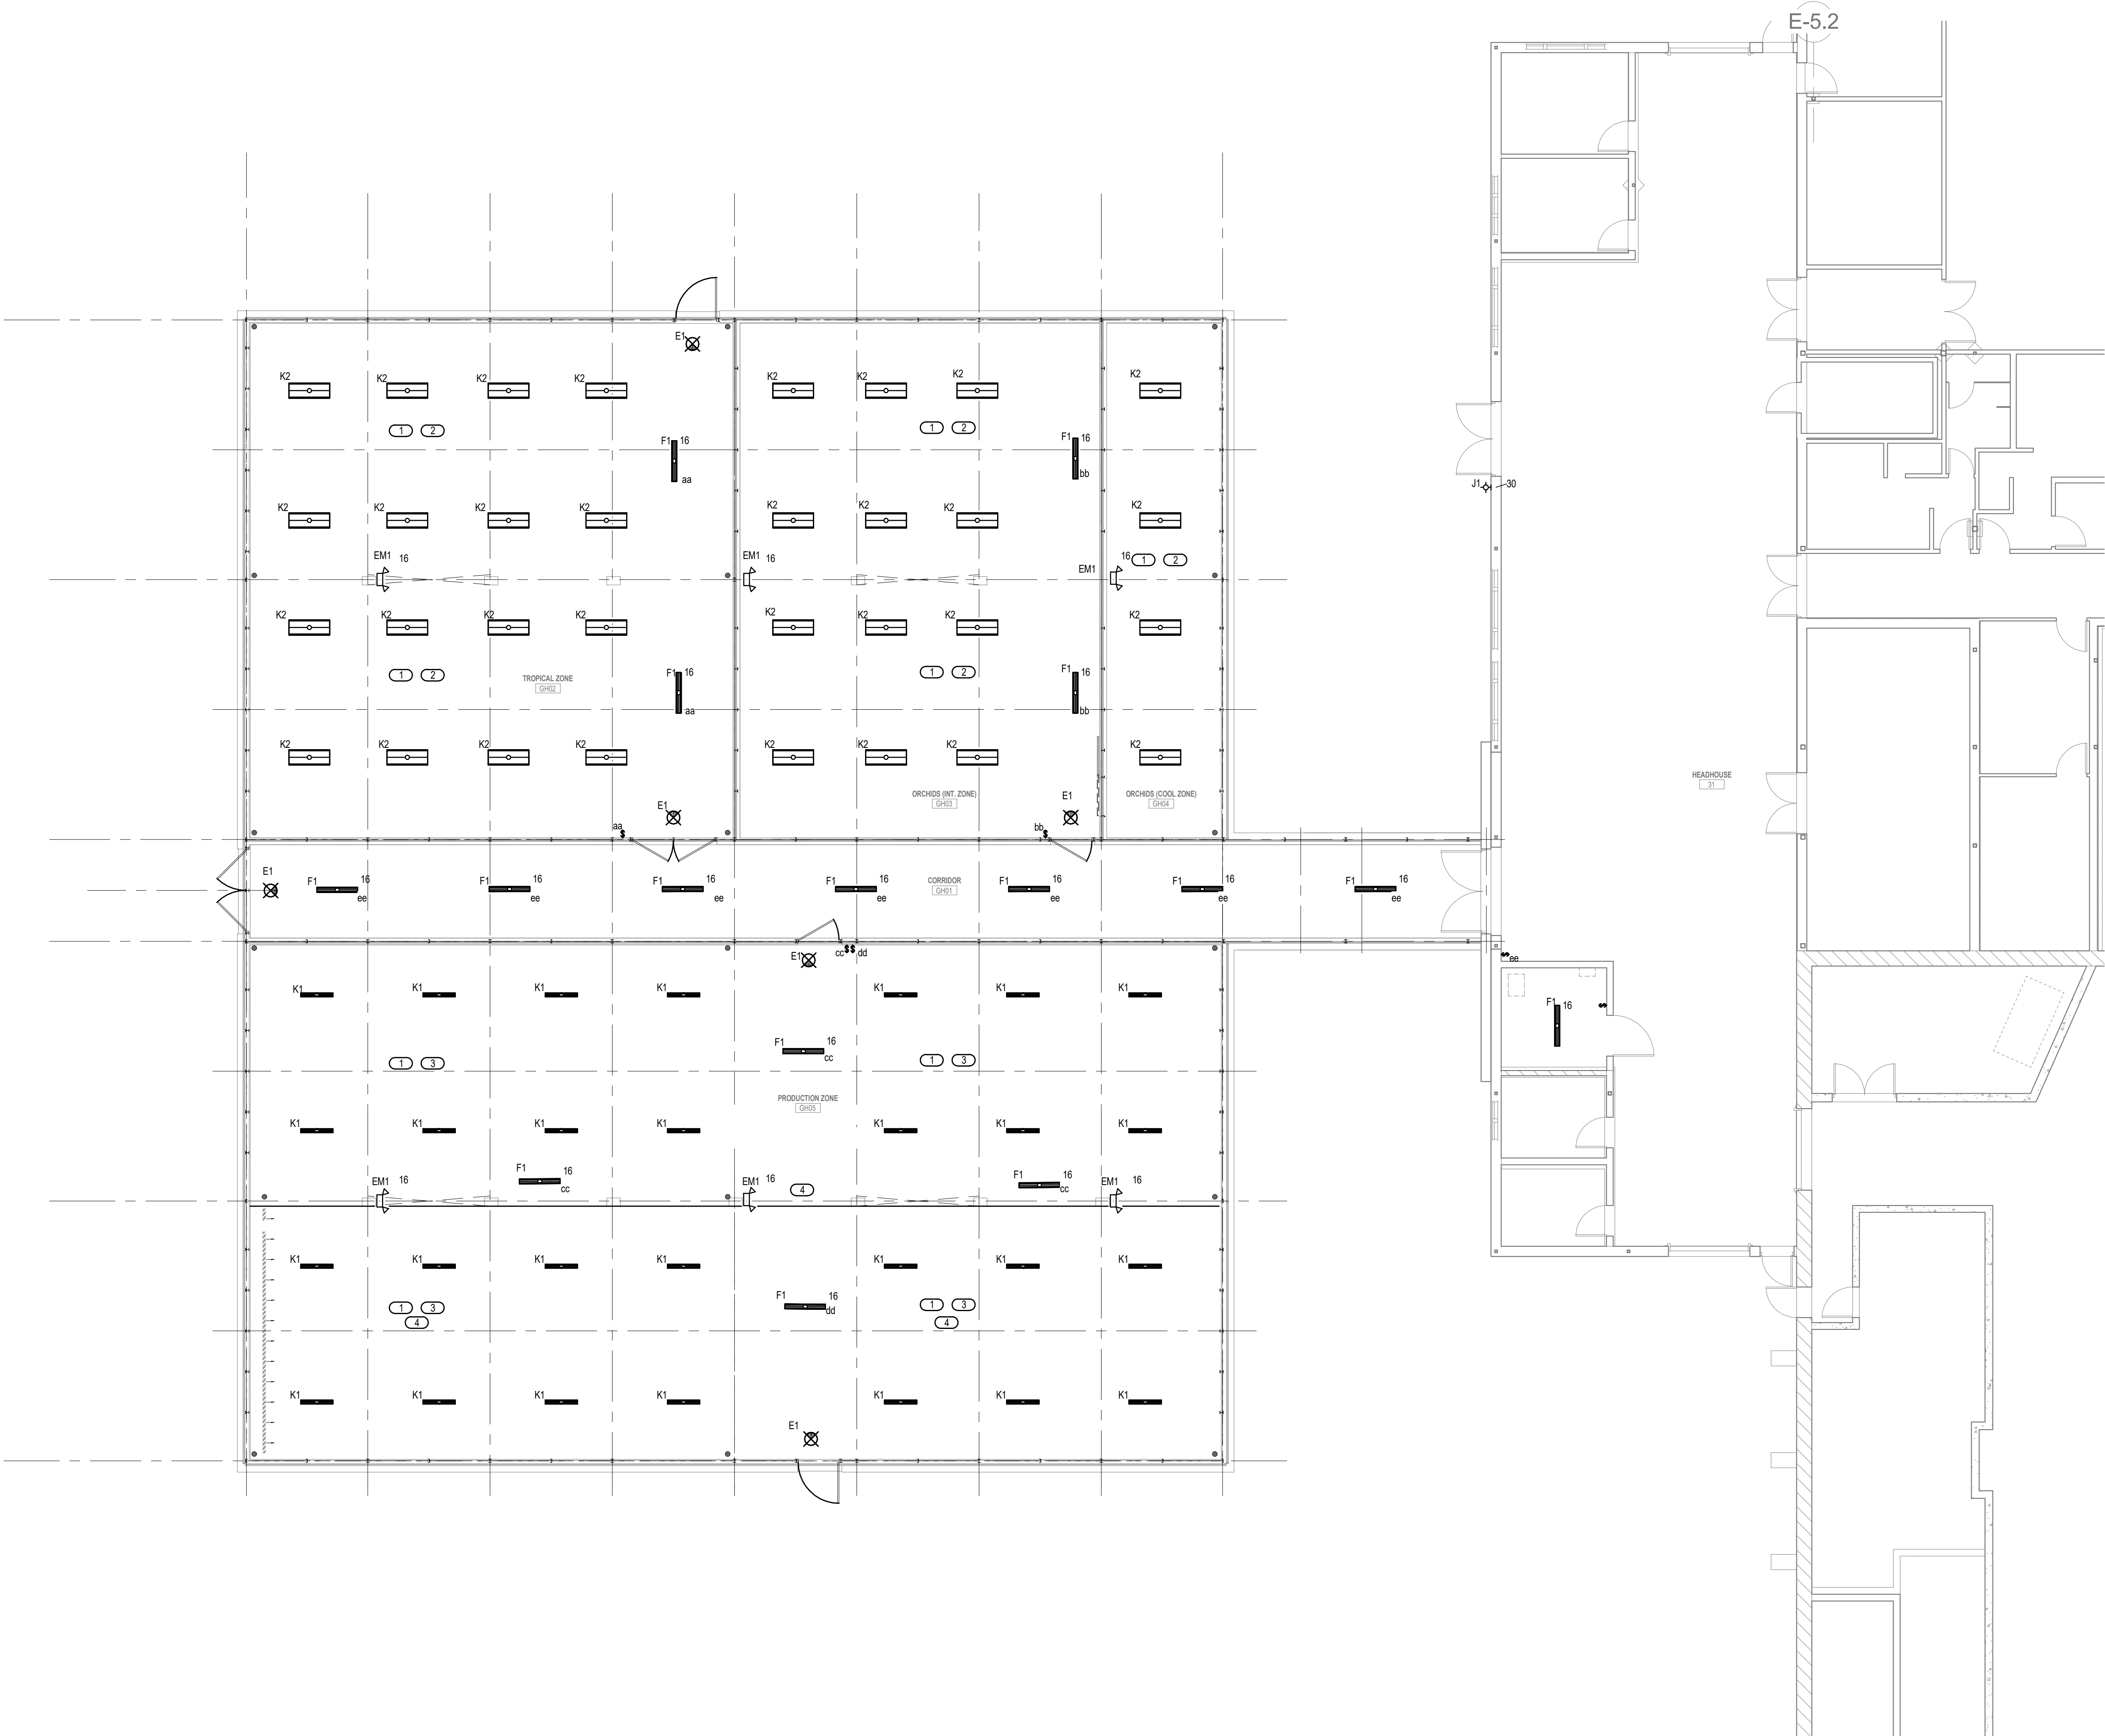 E-5.2
E1
K2 K2 K2 K2 K2 K2 K2 K2
1 2 1 2
F1 16 aa
F1 16 bb
J1 30
K2 K2 K2 K2 K2 K2 K2 K2
EM1 16 EM1 16 EM1 16
1 2
K2 K2 K2 K2 K2 K2 K2 K2
1 2 1 2
F1 16 aa
F1 16 bb
TROPICAL ZONE
GH02
K2 K2 K2 K2 K2 K2 K2 K2
HEADHOUSE
31
ORCHIDS (INT. ZONE)
GH03
ORCHIDS (COOL ZONE)
GH04
E1 E1
aa $ bb $
E1
F1 16 ee
F1 16 ee
F1 16 ee
F1 16 ee
CORRIDOR
GH01
F1 16 ee
F1 16 ee
F1 16 ee
cc $ $ dd
E1
$ ee
K1 K1 K1 K1 K1 K1 K1
F1 16 $
F1 16 cc
1 3 1 3
PRODUCTION ZONE
GH05
K1 K1 K1 K1 K1 K1 K1
F1 16 cc
F1 16 cc
EM1 16 EM1 16 4 EM1 16
K1 K1 K1 K1 K1 K1 K1
F1 16 dd
1 3 1 3
4 4
K1 K1 K1 K1 K1 K1 K1
E1